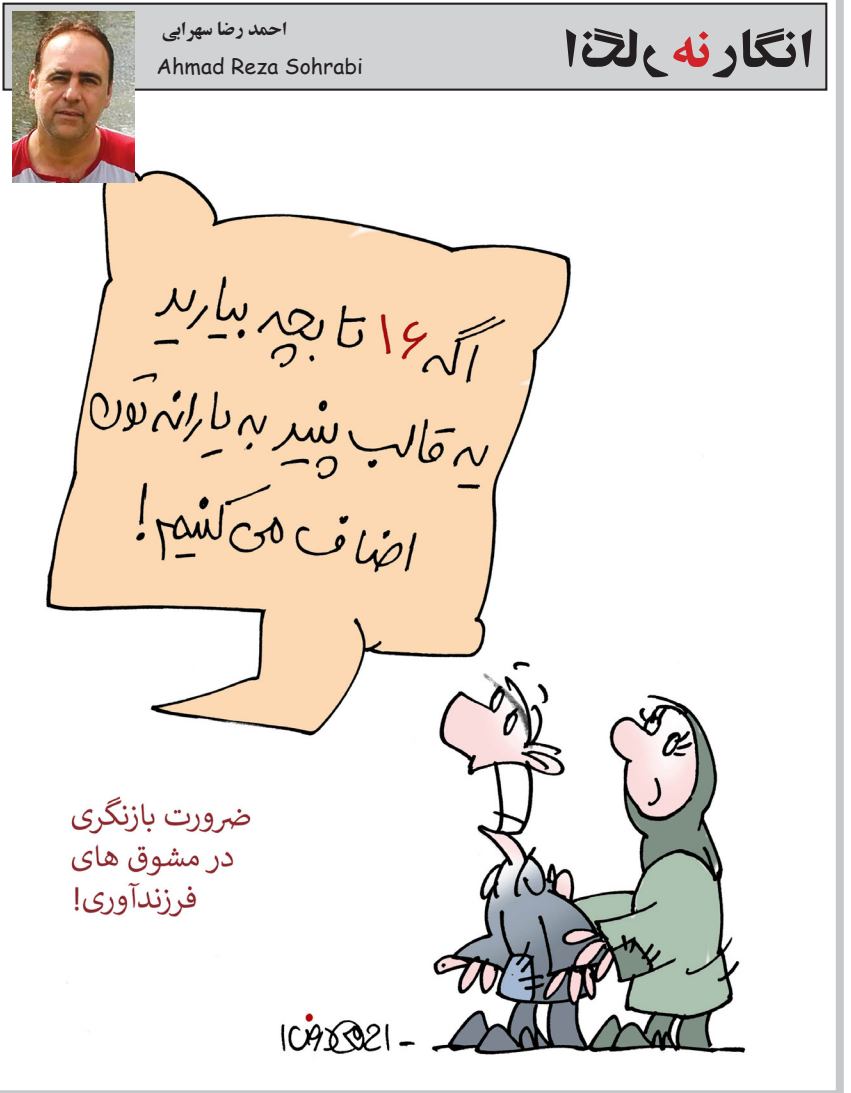 احمد رضا سهرابی
Ahmad Reza Sohrabi
انگار نه انگار
اگه ۱۶ تا بچه بیارید
یه قالب پنیر به یارانه تون
اضاف می کنیم!
ضرورت بازنگری
در مشوق های
فرزندآوری!